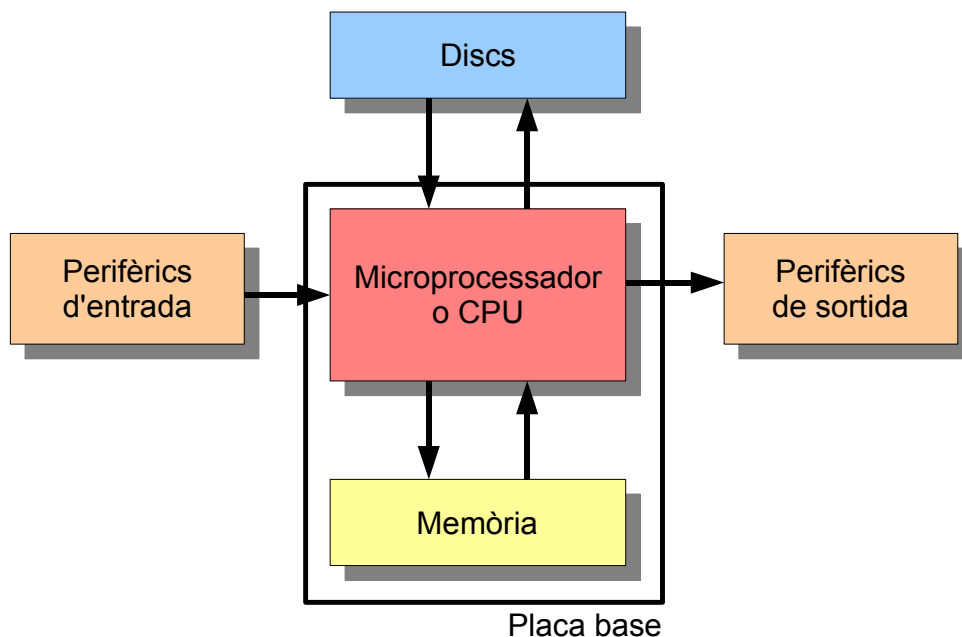 Discs
Perifèrics
d'entrada
Microprocessador
o CPU
Perifèrics
de sortida
Memòria
Placa base